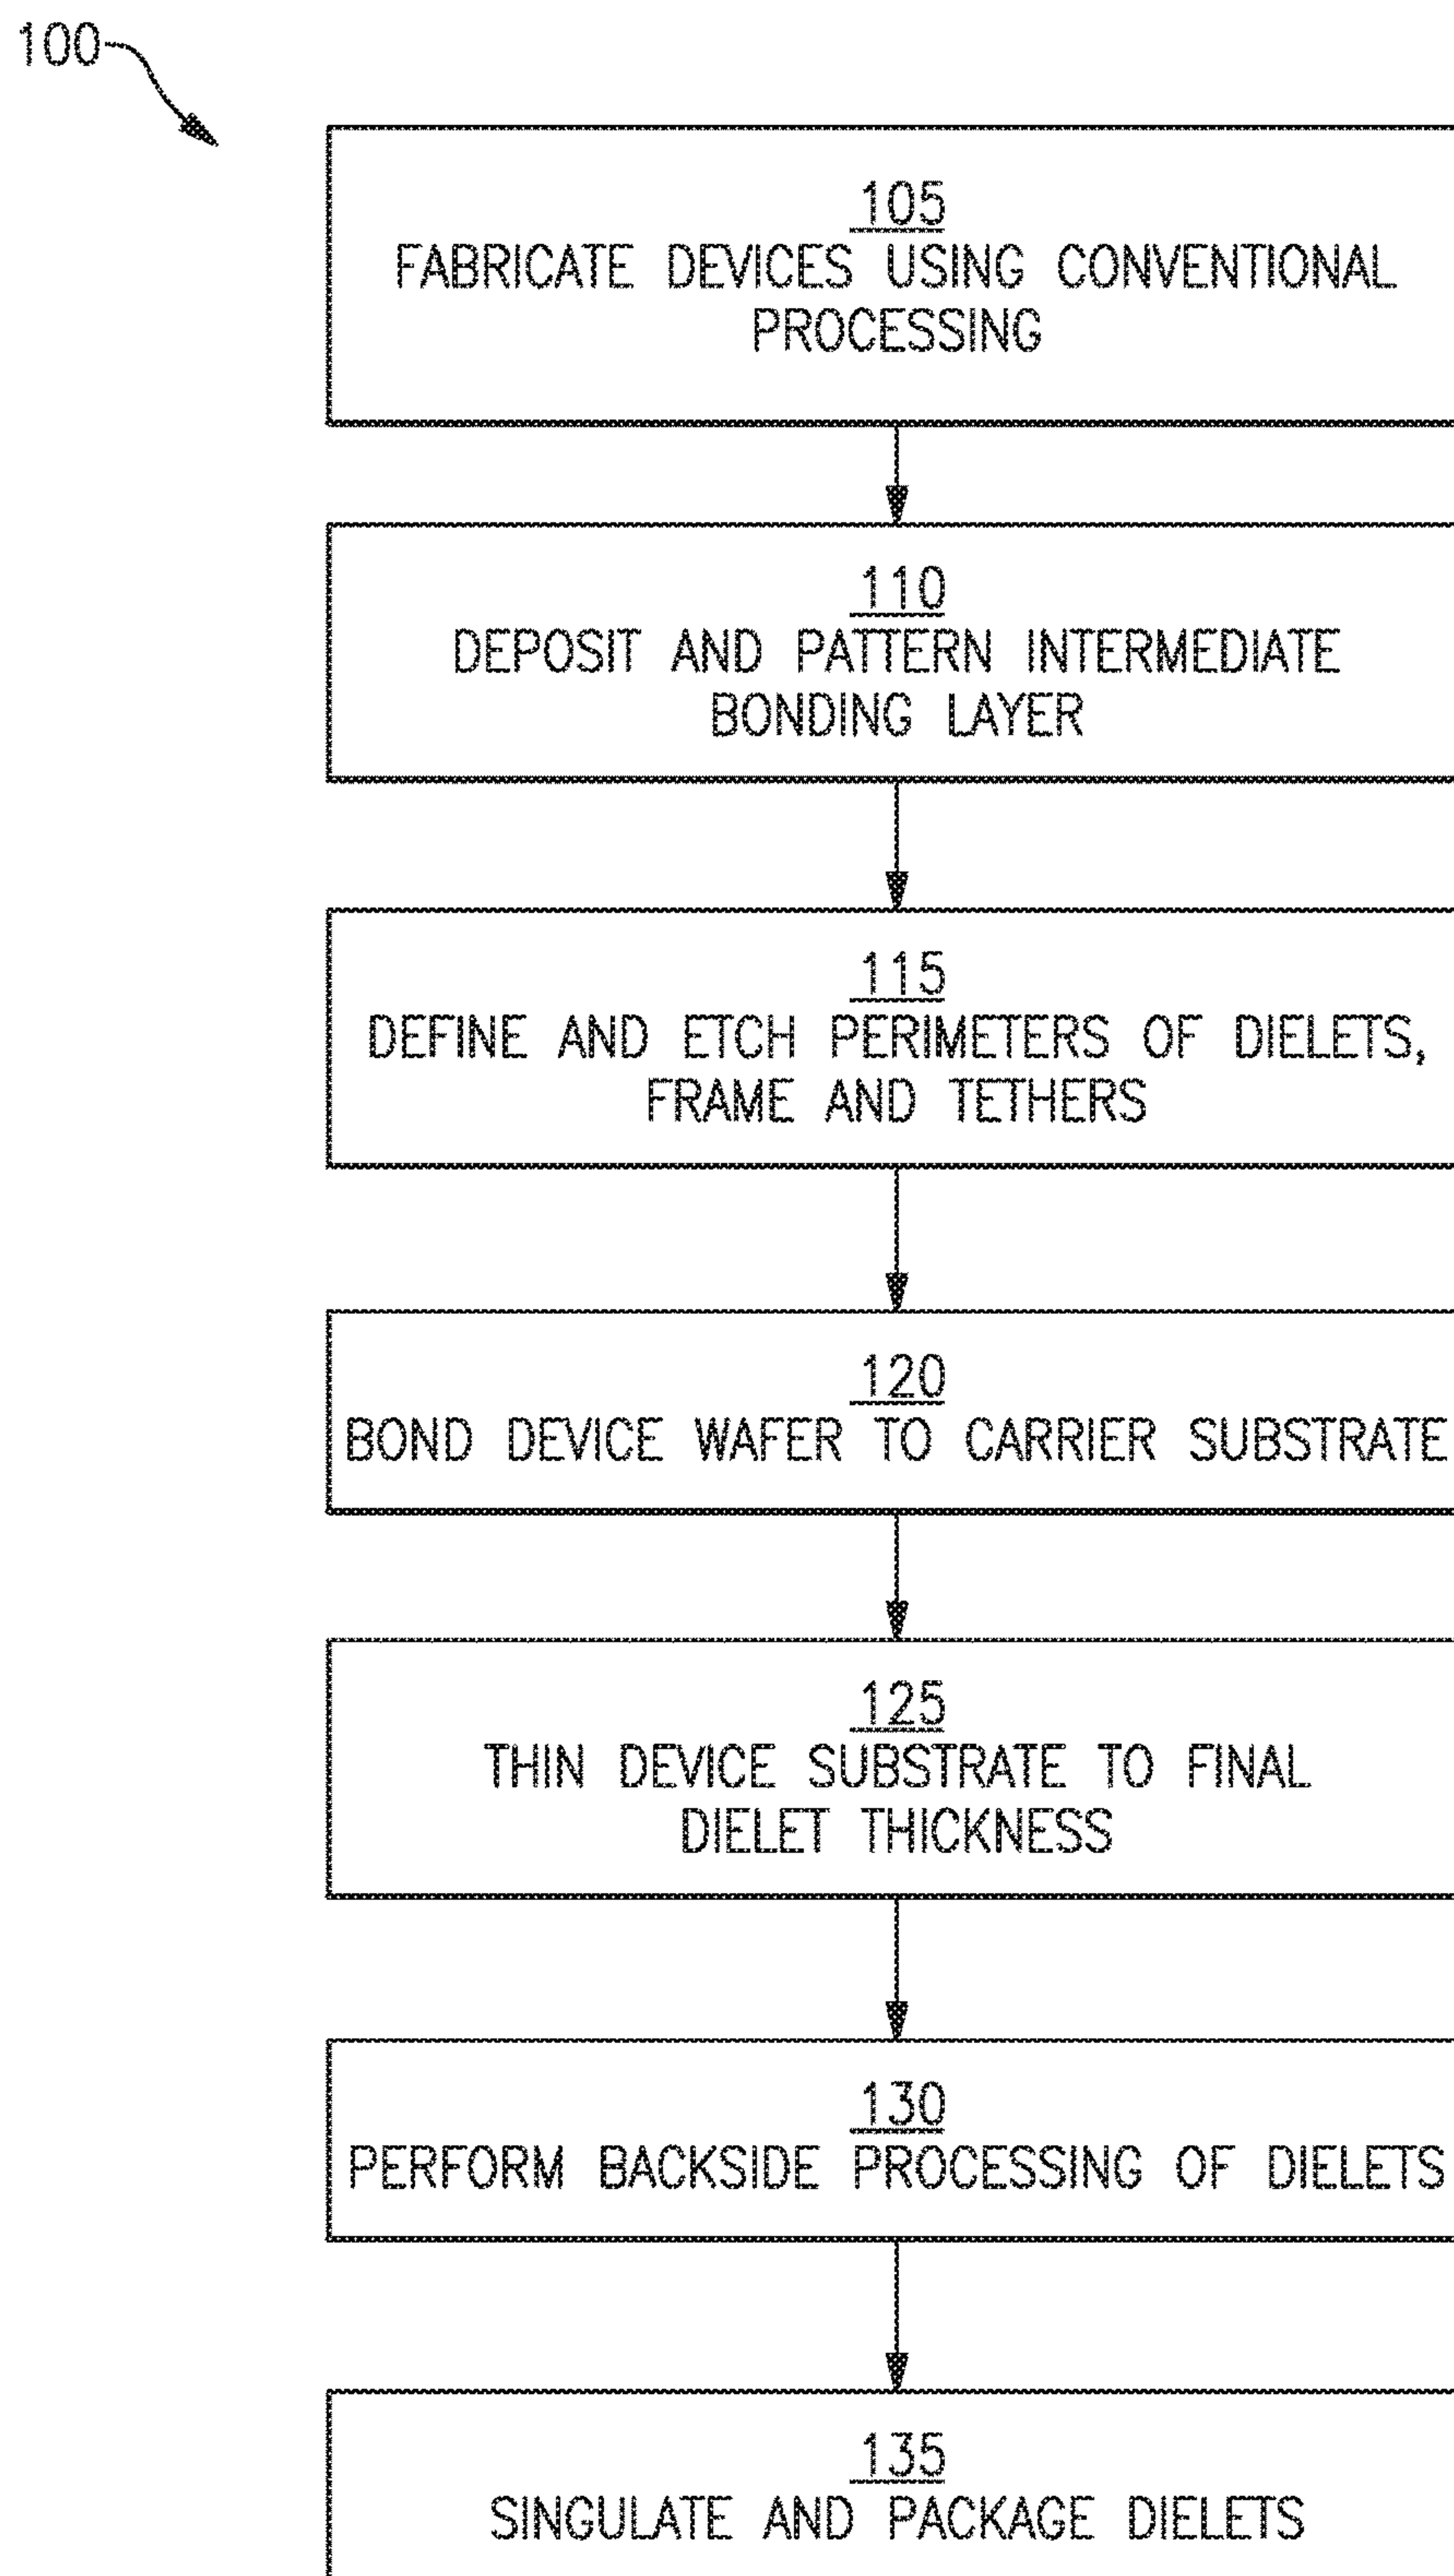 100
105
FABRICATE DEVICES USING CONVENTIONAL
PROCESSING
110
DEPOSIT AND PATTERN INTERMEDIATE
BONDING LAYER
115
DEFINE AND ETCH PERIMETERS OF DIELETS,
FRAME AND TETHERS
120
BOND DEVICE WAFER TO CARRIER SUBSTRATE
125
THIN DEVICE SUBSTRATE TO FINAL
DIELET THICKNESS
130
PERFORM BACKSIDE PROCESSING OF DIELETS
135
SINGULATE AND PACKAGE DIELETS